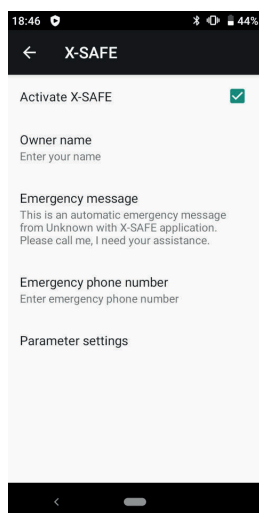 18:46 44%
X-SAFE
Activate X-SAFE
Owner name
Enter your name
Emergency message
This is an automatic emergency message
from Unknown with X-SAFE application.
Please call me, I need your assistance.
Emergency phone number
Enter emergency phone number
Parameter settings